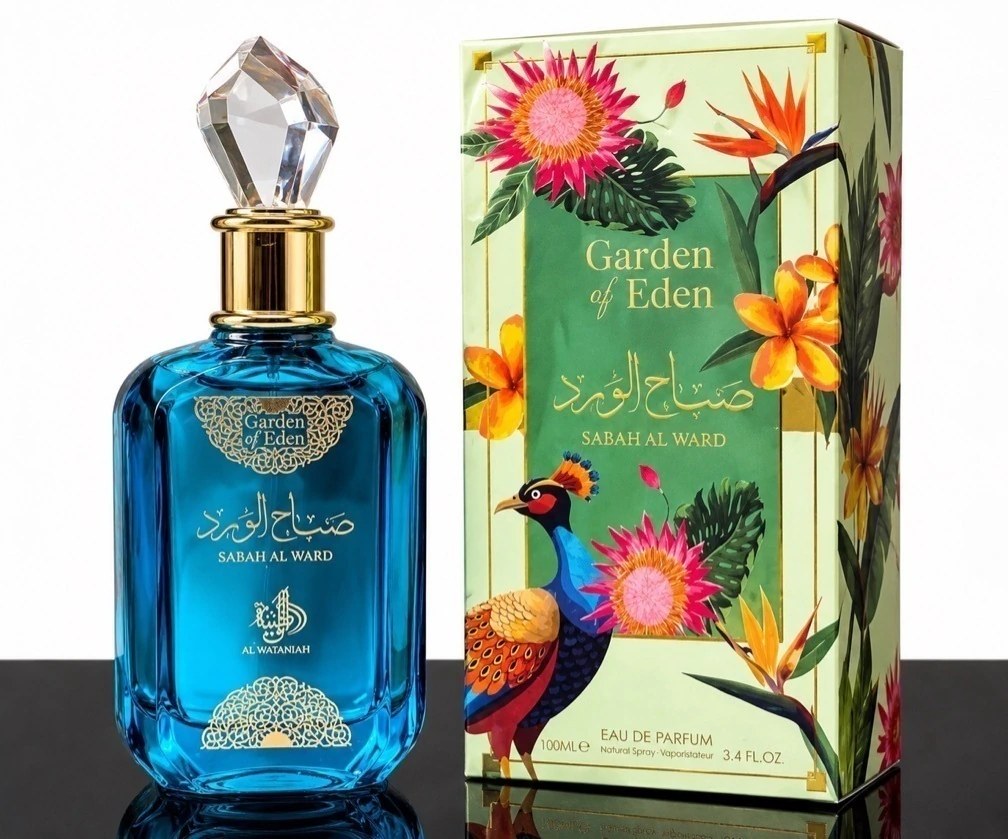 Garden
of Eden
صباح الورد
SABAH AL WARD
الوطنية
AL WATANIAH
Garden
of Eden
صباح الورد
SABAH AL WARD
100ML e
EAU DE PARFUM
Natural Spray - Vaporistateur
3.4 FL.OZ.